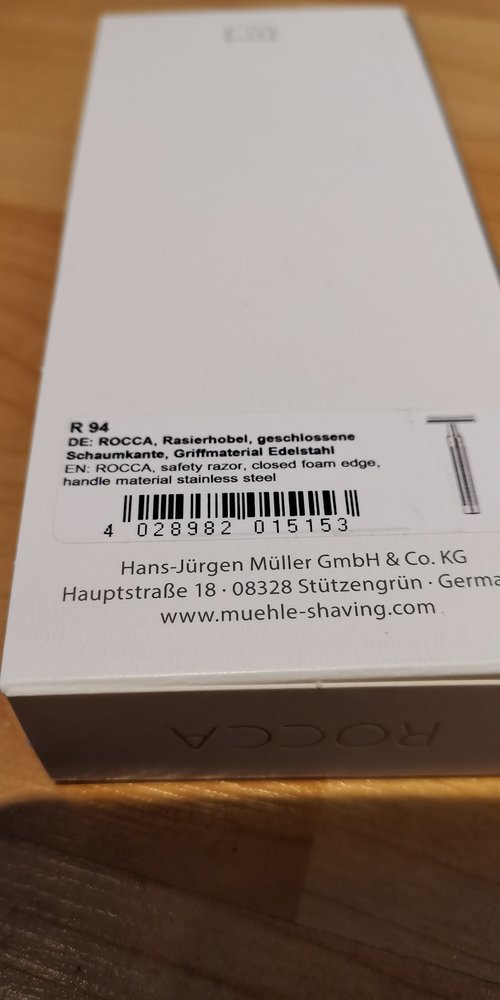 R 94
DE: ROCCA, Rasierhobel, geschlossene
Schaumkante, Griffmaterial Edelstahl
EN: ROCCA, safety razor, closed foam edge,
handle material stainless steel
4 028982 015153
Hans-Jürgen Müller GmbH & Co. KG
Hauptstraße 18 · 08328 Stützengrün · Germa
www.muehle-shaving.com
ROCCA